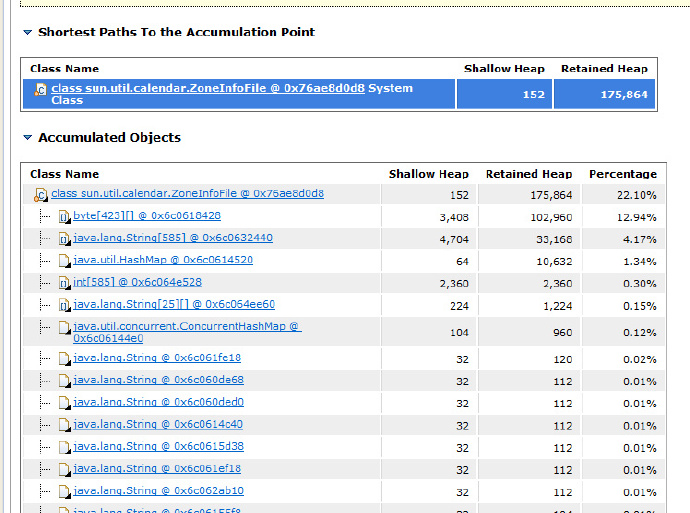 Shortest Paths To the Accumulation Point
Class Name Shallow Heap Retained Heap
class sun.util.calendar.ZoneInfoFile @ 0x76ae8d0d8 System
Class 152 175,864
Accumulated Objects
Class Name Shallow Heap Retained Heap Percentage
class sun.util.calendar.ZoneInfoFile @ 0x76ae8d0d8 152 175,864 22.10%
byte[423][] @ 0x6c0618428 3,408 102,960 12.94%
java.lang.String[585] @ 0x6c0632440 4,704 33,168 4.17%
java.util.HashMap @ 0x6c0614520 64 10,632 1.34%
int[585] @ 0x6c064e528 2,360 2,360 0.30%
java.lang.String[25][] @ 0x6c064ee60 224 1,224 0.15%
java.util.concurrent.ConcurrentHashMap @
0x6c06144e0 104 960 0.12%
java.lang.String @ 0x6c061fe18 32 120 0.02%
java.lang.String @ 0x6c060de68 32 112 0.01%
java.lang.String @ 0x6c060ded0 32 112 0.01%
java.lang.String @ 0x6c0614c40 32 112 0.01%
java.lang.String @ 0x6c0615d38 32 112 0.01%
java.lang.String @ 0x6c061ef18 32 112 0.01%
java.lang.String @ 0x6c062ab10 32 112 0.01%
java.lang.String @